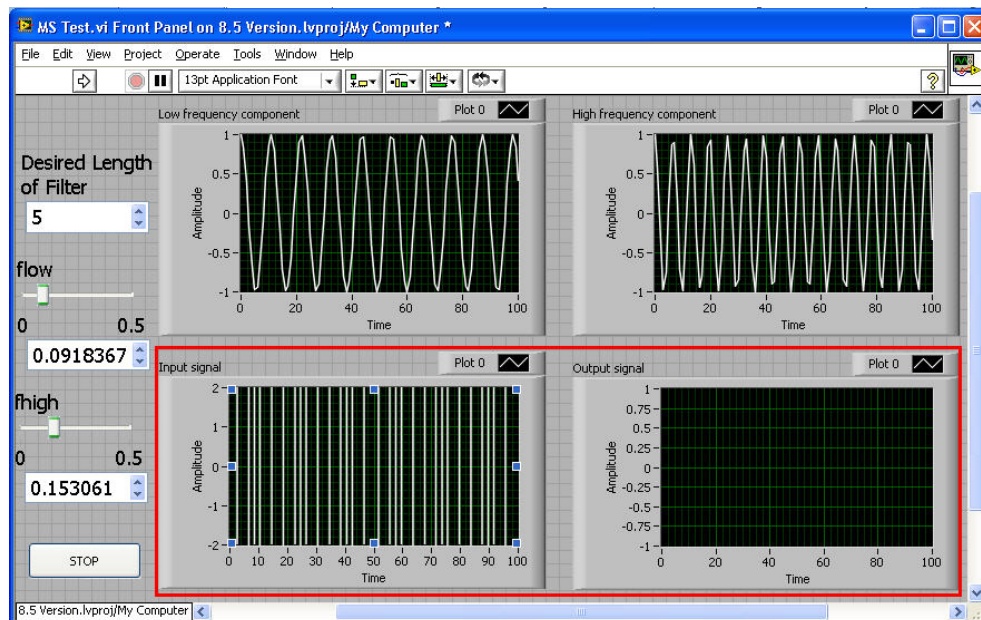 MS Test.vi Front Panel on 8.5 Version.lvproj/My Computer *
File Edit View Project Operate Tools Window Help
13pt Application Font
?
Desired Length
of Filter
5
flow
0 0.5
0.0918367
fhigh
0 0.5
0.153061
STOP
Low frequency component
Plot 0
Amplitude
1
0.5
0
-0.5
-1
0 20 40 60 80 100
Time
High frequency component
Plot 0
Amplitude
1
0.5
0
-0.5
-1
0 20 40 60 80 100
Time
Input signal
Plot 0
Amplitude
2
1
0
-1
-2
0 10 20 30 40 50 60 70 80 90 100
Time
Output signal
Plot 0
Amplitude
1
0.75
0.5
0.25
0
-0.25
-0.5
-0.75
-1
0 20 40 60 80 100
Time
8.5 Version.lvproj/My Computer